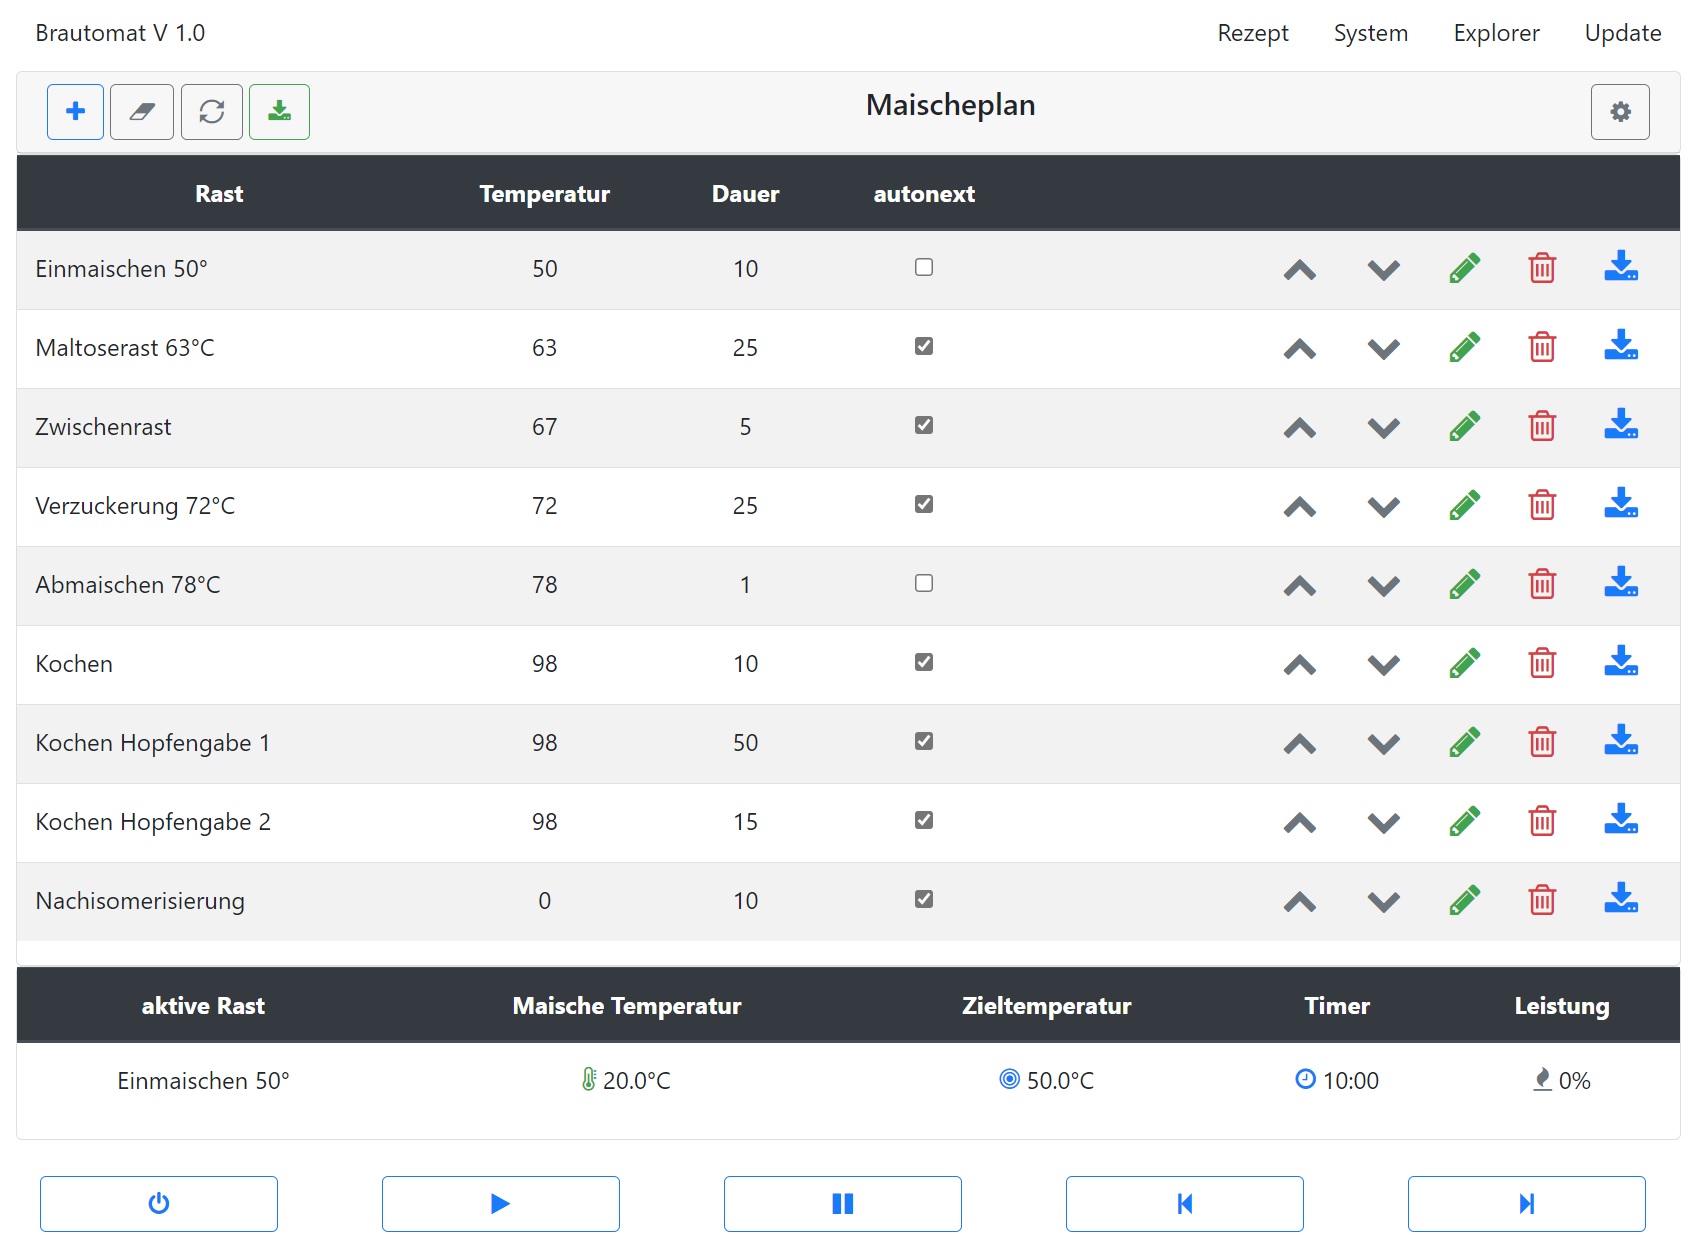 Brautomat V 1.0 Rezept System Explorer Update
Maischeplan
Rast Temperatur Dauer autonext
Einmaischen 50° 50 10
Maltoserast 63°C 63 25
Zwischenrast 67 5
Verzuckerung 72°C 72 25
Abmaischen 78°C 78 1
Kochen 98 10
Kochen Hopfengabe 1 98 50
Kochen Hopfengabe 2 98 15
Nachisomerisierung 0 10
aktive Rast Maische Temperatur Zieltemperatur Timer Leistung
Einmaischen 50° 20.0°C 50.0°C 10:00 0%